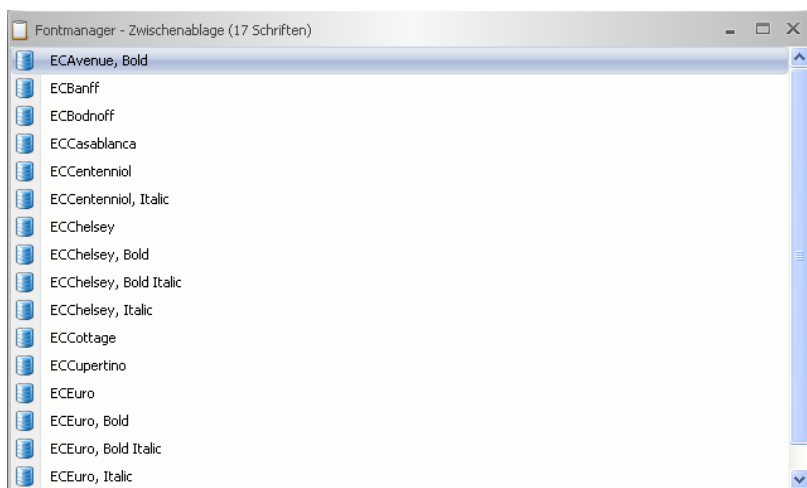 Fontmanager - Zwischenablage (17 Schriften)
ECAvenue, Bold
ECBanff
ECBodnoff
ECCasablanca
ECCentenniol
ECCentenniol, Italic
ECChelsey
ECChelsey, Bold
ECChelsey, Bold Italic
ECChelsey, Italic
ECCottage
ECCupertino
ECEuro
ECEuro, Bold
ECEuro, Bold Italic
ECEuro, Italic